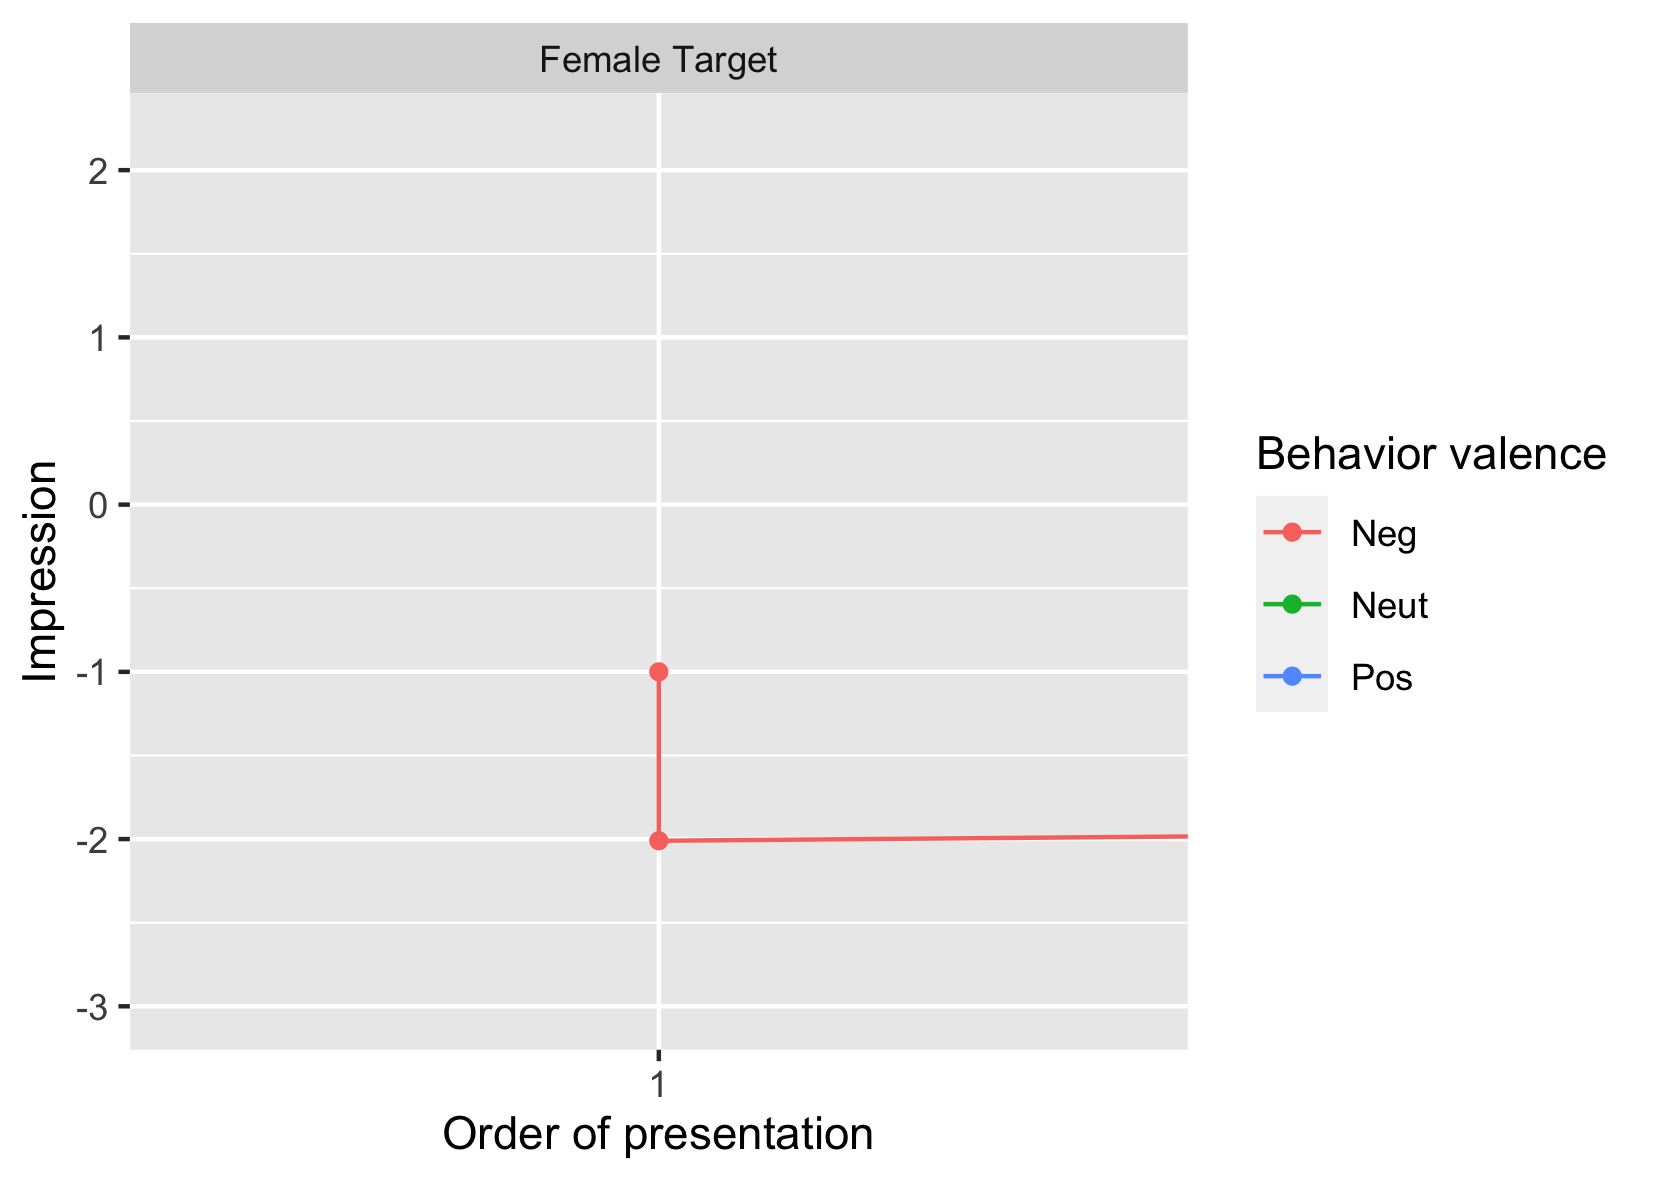 Female Target
2
1
0
-1
-2
-3
Impression
1
Order of presentation
Behavior valence
Neg
Neut
Pos